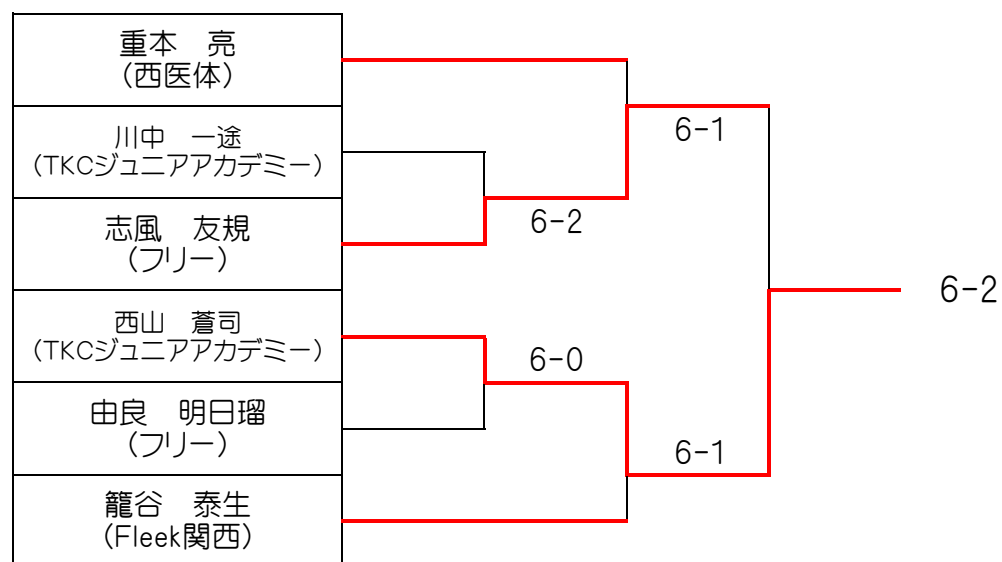 重本　亮
(西医体)
川中　一途
(TKCジュニアアカデミー)
志風　友規
(フリー)
西山　蒼司
(TKCジュニアアカデミー)
由良　明日瑠
(フリー)
籠谷　泰生
(Fleek関西)
6-1
6-2
6-2
6-0
6-1